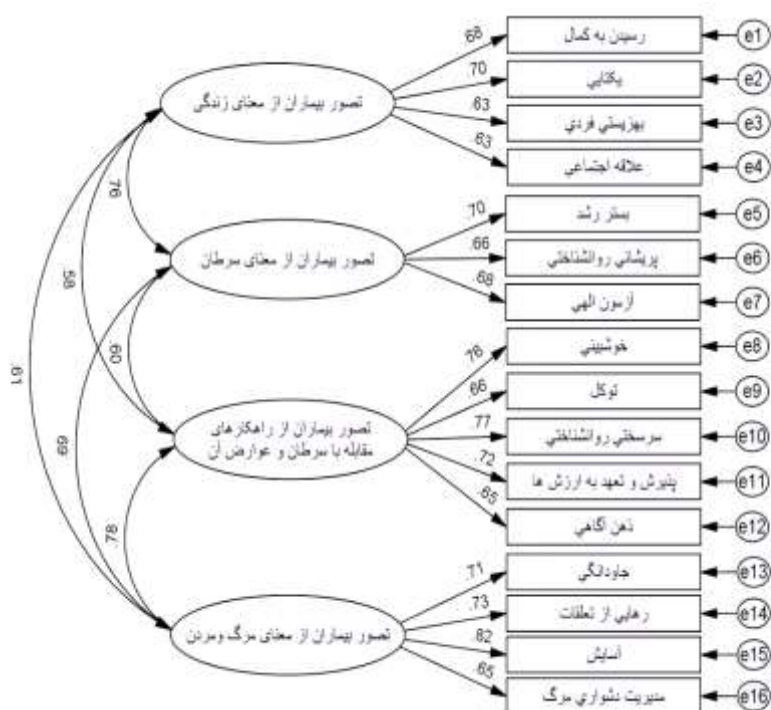 .68
رسیدن به کمال
e1
.70
یکتایی
e2
تصور بیماران از معنای زندگی
.63
بهزیستی فردی
e3
.63
علاقه اجتماعی
e4
.76
.70
بستر رشد
e5
تصور بیماران از معنای سرطان
.66
پریشانی روانشناختی
e6
.68
آزمون الهی
e7
.58
.60
.76
خوشبینی
e8
.61
.66
توکل
e9
تصور بیماران از راهکارهای
مقابله با سرطان و عوارض آن
.77
سرسختی روانشناختی
e10
.69
.72
پذیرش و تعهد به ارزش ها
e11
.65
ذهن آگاهی
e12
.78
.71
جاودانگی
e13
.73
رهایی از تعلقات
e14
تصور بیماران از معنای مرگ ومردن
آسایش
e15
.65
مدیریت دشواری مرگ
e16